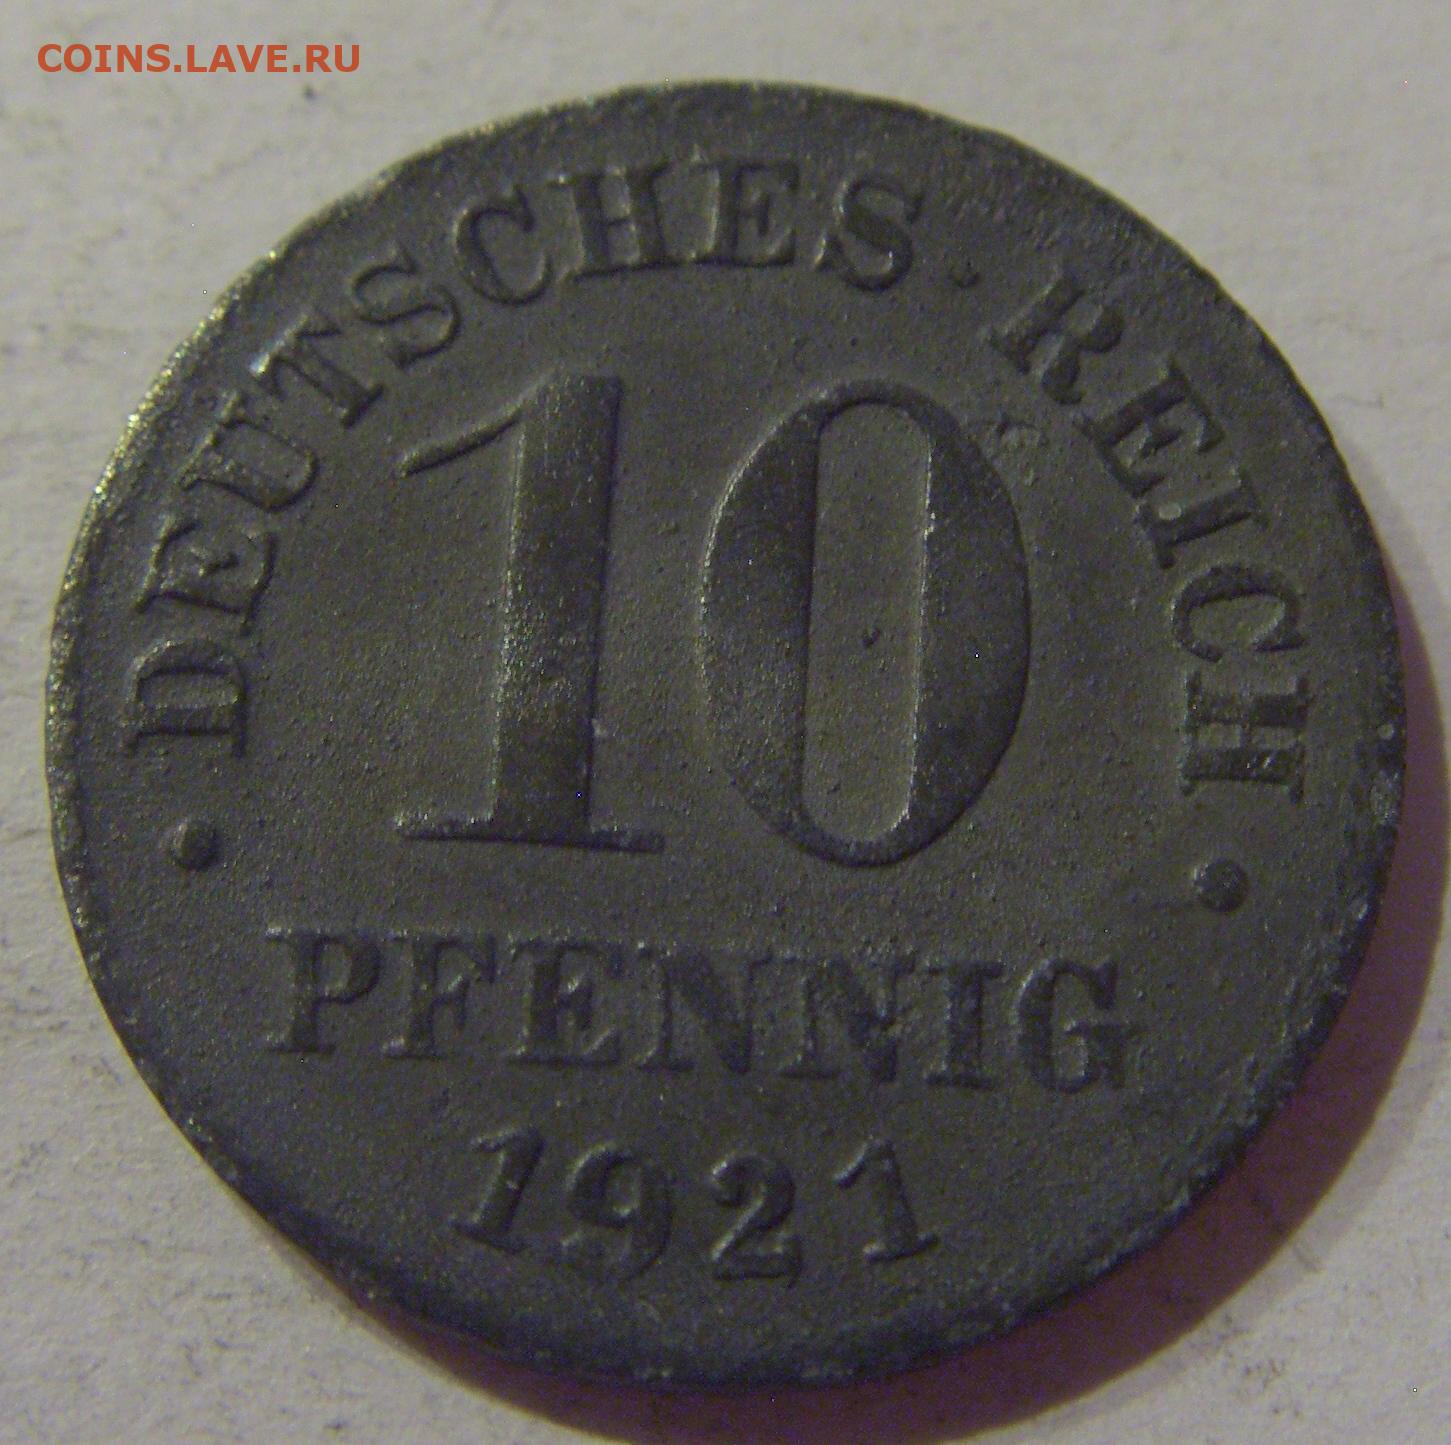 COINS.LAVE.RU
• DEUTSCHES • REICH •
10
PFENNIG
1921